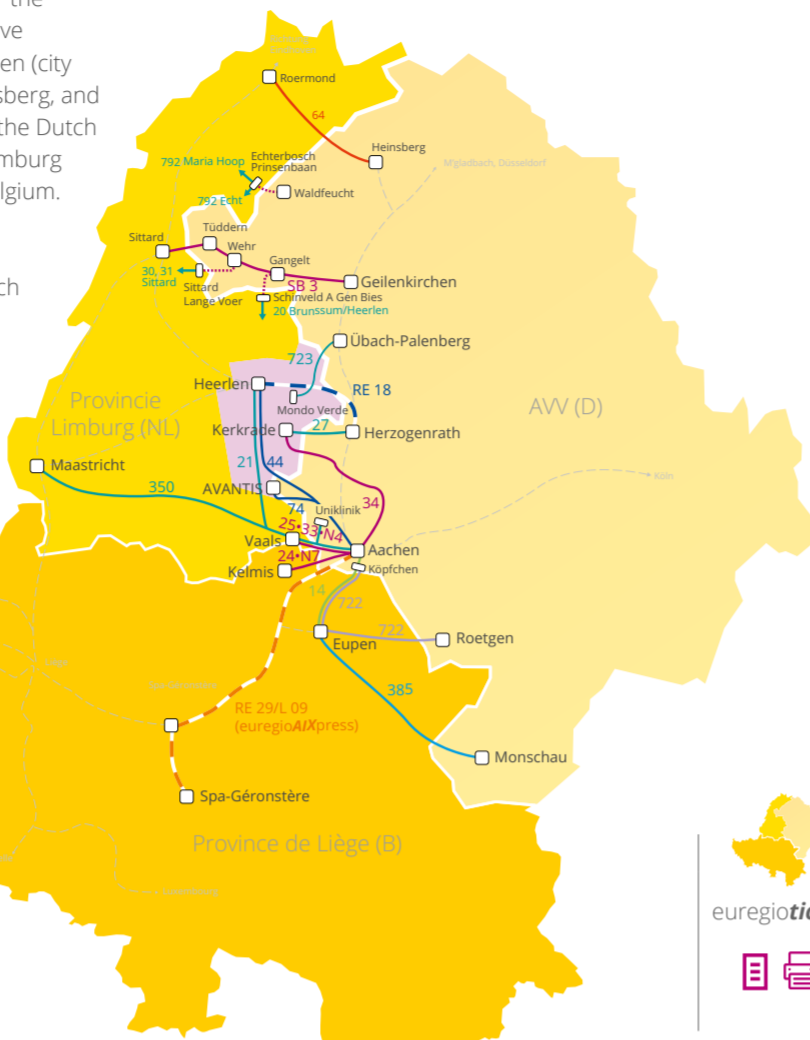 the
ve
en (city
sberg, and
the Dutch
mburg
lgium.
ch
Eindhoven
Roermond
64
Heinsberg
M'gladbach, Düsseldorf
792 Maria Hoop
Echterbosch
Prinsenbaan
792 Echt
Waldfeucht
Tüddern
Sittard
Wehr
Gangelt
30, 31
Sittard
Sittard
Lange Voer
SB 3
Geilenkirchen
Schinveld A Gen Bies
20 Brunssum/Heerlen
Übach-Palenberg
723
Heerlen
RE 18
Mondo Verde
Provincie
Limburg (NL)
AVV (D)
Kerkrade
27
Herzogenrath
Maastricht
21
44
Köln
350
AVANTIS
34
74
Uniklinik
25•33•N4
Vaals
Aachen
24•N7
Kelmis
Köpfchen
14
722
722
Eupen
Roetgen
385
RE 29/L 09
(euregioAIXpress)
Monschau
Spa-Géronstère
Province de Liège (B)
euregiotic